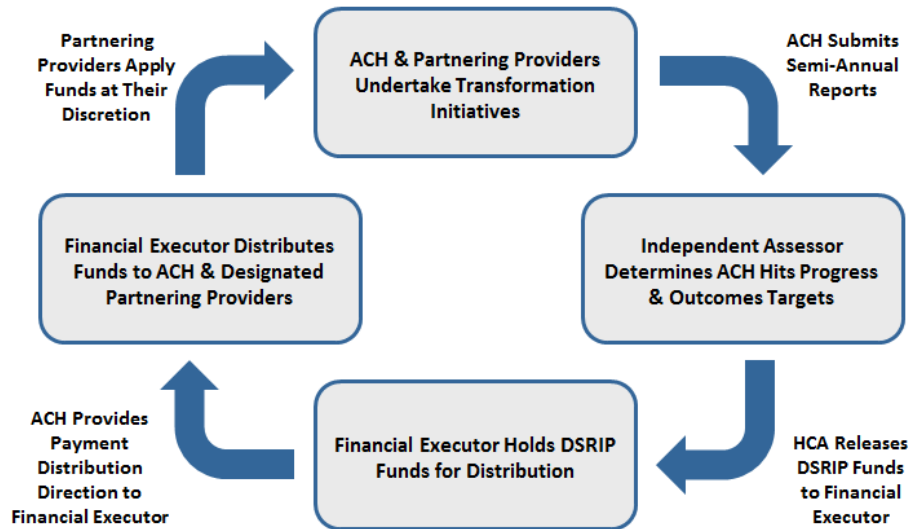 Partnering
Providers Apply
Funds at Their
Discretion
ACH & Partnering Providers
Undertake Transformation
Initiatives
ACH Submits
Semi-Annual
Reports
Financial Executor Distributes
Funds to ACH & Designated
Partnering Providers
Independent Assessor
Determines ACH Hits Progress
& Outcomes Targets
ACH Provides
Payment
Distribution
Direction to
Financial Executor
Financial Executor Holds DSRIP
Funds for Distribution
HCA Releases
DSRIP Funds
to Financial
Executor